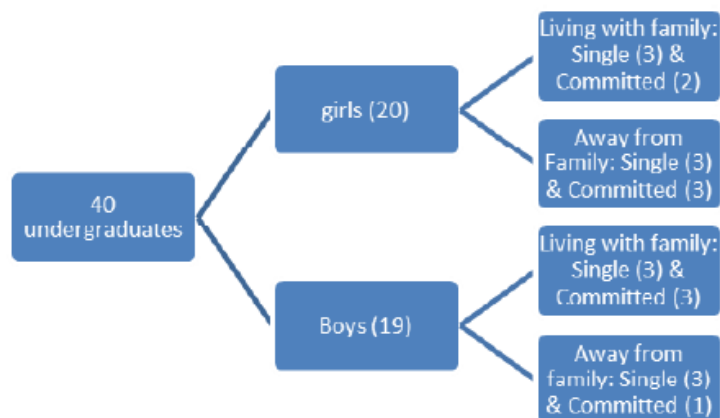 40
undergraduates
girls (20)
Living with family:
Single (3) &
Committed (2)
Away from
Family: Single (3)
& Committed (3)
Boys (19)
Living with family:
Single (3) &
Committed (3)
Away from
family: Single (3)
& Committed (1)